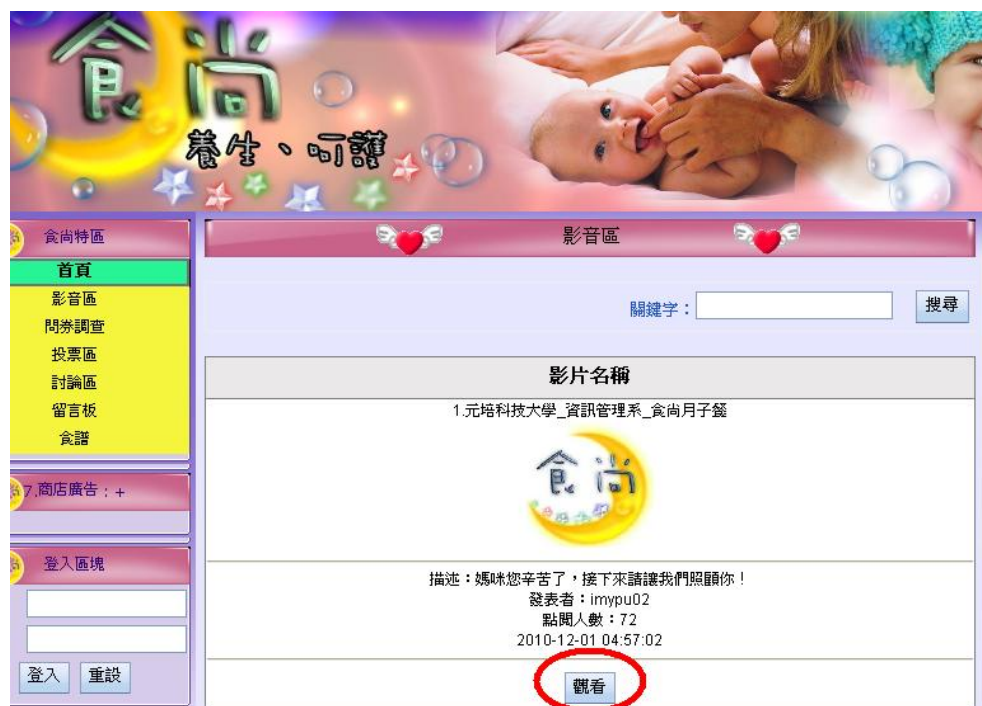 食尚
養生、呵護
食尚特區
首頁
影音區
問券調查
投票區
討論區
留言板
食譜
7.商店廣告：+
登入區塊
登入 重設
影音區
關鍵字： 搜尋
影片名稱
1.元培科技大學_資訊管理系_食尚月子餐
食尚
描述：媽咪您辛苦了，接下來請讓我們照顧你！
發表者：imypu02
點閱人數：72
2010-12-01 04:57:02
觀看